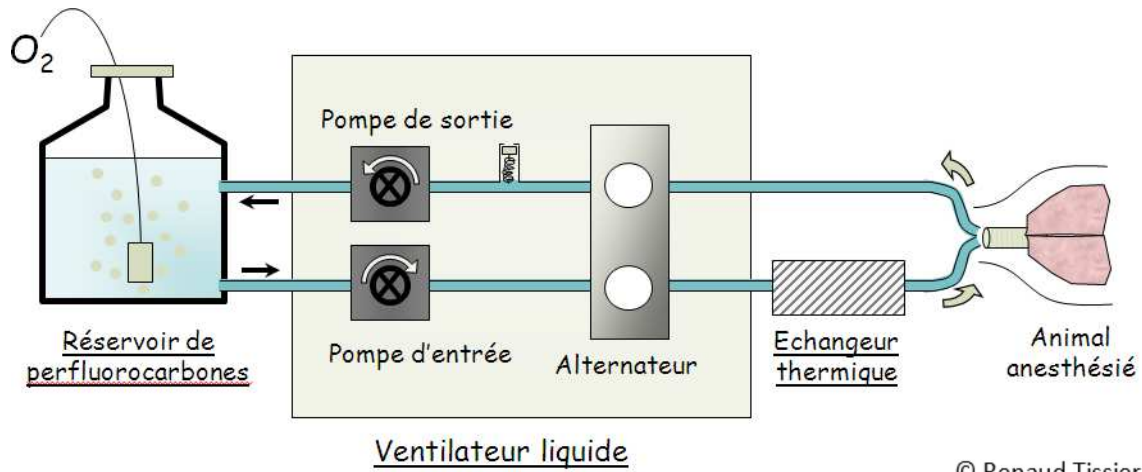 O2
Pompe de sortie
Réservoir de
perfluorocarbones
Pompe d'entrée
Alternateur
Echangeur
thermique
Animal
anesthésié
Ventilateur liquide
© Renaud Tissier